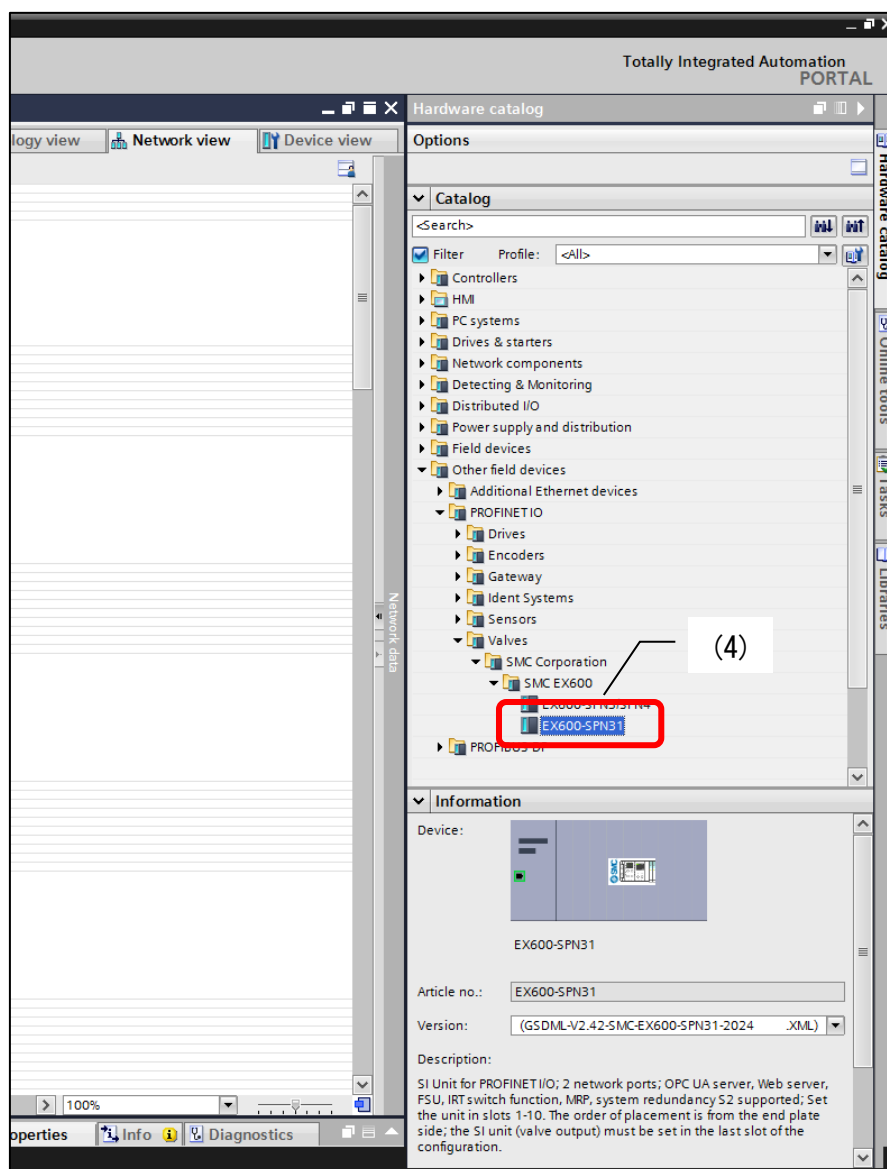 Totally Integrated Automation
PORTAL
Hardware catalog
logy view
Network view
Device view
Options
Catalog
<Search>
Filter
Profile:
<All>
Controllers
HMI
PC systems
Drives & starters
Network components
Detecting & Monitoring
Distributed I/O
Power supply and distribution
Field devices
Other field devices
Additional Ethernet devices
PROFINET IO
Drives
Encoders
Gateway
Ident Systems
Sensors
Valves
SMC Corporation
SMC EX600
EX600-SPN3/SPN4
EX600-SPN31
PROFIBUS DP
(4)
Network data
Hardware catalog
Online tools
Tasks
Libraries
Information
Device:
SMC
EX600-SPN31
Article no.:
EX600-SPN31
Version:
(GSDML-V2.42-SMC-EX600-SPN31-2024 .XML)
Description:
SI Unit for PROFINET I/O; 2 network ports; OPC UA server, Web server,
FSU, IRT switch function, MRP, system redundancy S2 supported; Set
the unit in slots 1-10. The order of placement is from the end plate
side; the SI unit (valve output) must be set in the last slot of the
configuration.
100%
operties
Info
Diagnostics